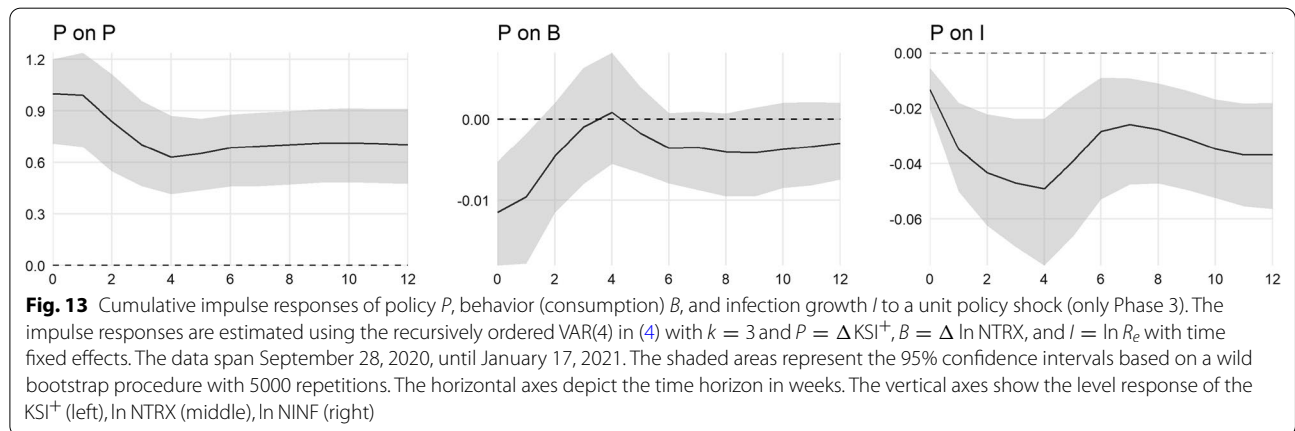 P on P
P on B
P on I
1.2
0.9
0.6
0.3
0.0
0 2 4 6 8 10 12
0.00
-0.01
0 2 4 6 8 10 12
0.00
-0.02
-0.04
-0.06
0 2 4 6 8 10 12
Fig. 13 Cumulative impulse responses of policy P, behavior (consumption) B, and infection growth I to a unit policy shock (only Phase 3). The
impulse responses are estimated using the recursively ordered VAR(4) in (4) with k = 3 and P = ΔKSI⁺, B = Δ ln NTRX, and I = ln Rₑ with time
fixed effects. The data span September 28, 2020, until January 17, 2021. The shaded areas represent the 95% confidence intervals based on a wild
bootstrap procedure with 5000 repetitions. The horizontal axes depict the time horizon in weeks. The vertical axes show the level response of the
KSI⁺ (left), ln NTRX (middle), ln NINF (right)